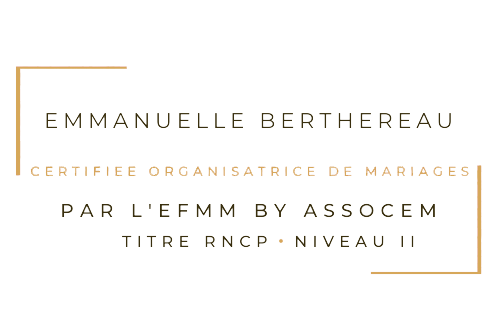 EMMANUELLE BERTHEREAU
CERTIFIEE ORGANISATRICE DE MARIAGES
PAR L'EFMM BY ASSOCEM
TITRE RNCP • NIVEAU II